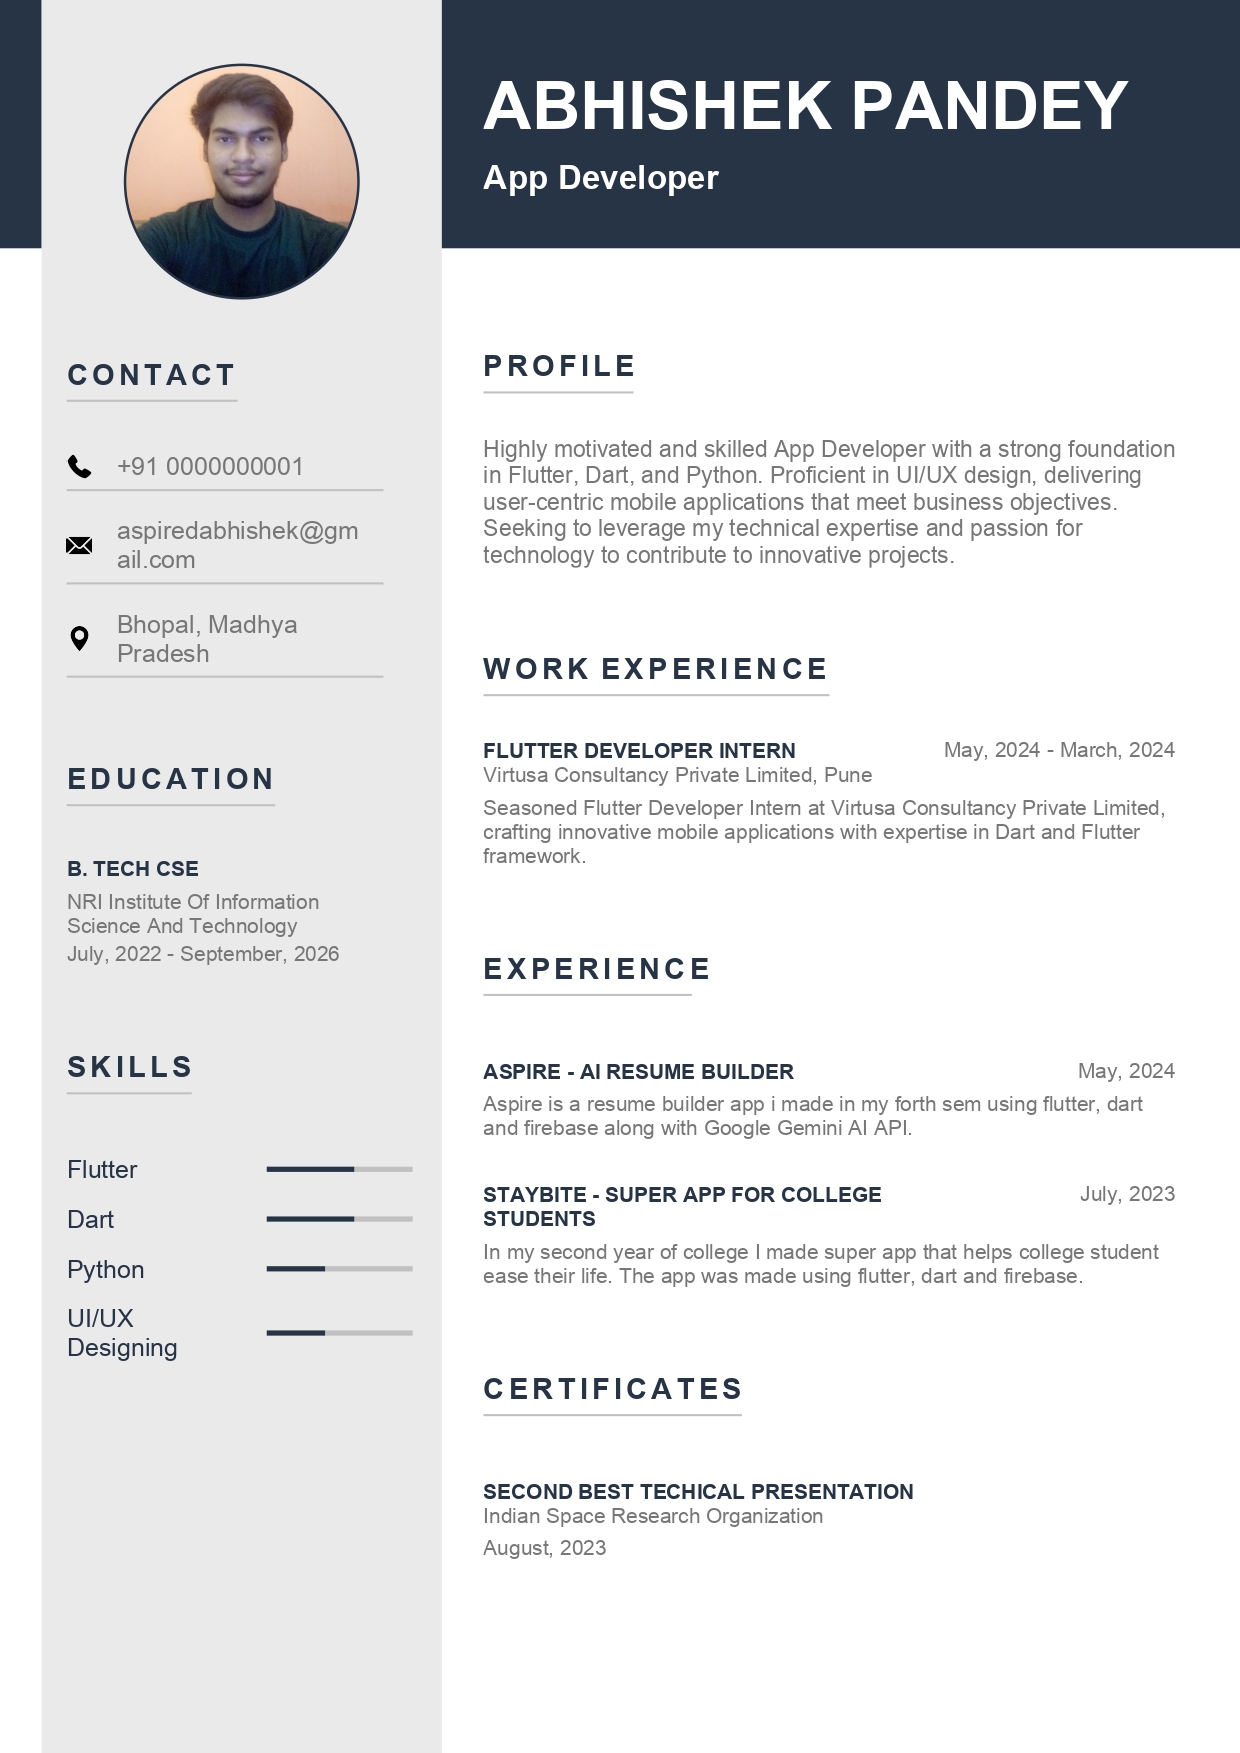 ABHISHEK PANDEY
App Developer
CONTACT
+91 0000000001
aspiredabhishek@gm
ail.com
Bhopal, Madhya
Pradesh
EDUCATION
B. TECH CSE
NRI Institute Of Information
Science And Technology
July, 2022 - September, 2026
SKILLS
Flutter
Dart
Python
UI/UX
Designing
PROFILE
Highly motivated and skilled App Developer with a strong foundation
in Flutter, Dart, and Python. Proficient in UI/UX design, delivering
user-centric mobile applications that meet business objectives.
Seeking to leverage my technical expertise and passion for
technology to contribute to innovative projects.
WORK EXPERIENCE
FLUTTER DEVELOPER INTERN May, 2024 - March, 2024
Virtusa Consultancy Private Limited, Pune
Seasoned Flutter Developer Intern at Virtusa Consultancy Private Limited,
crafting innovative mobile applications with expertise in Dart and Flutter
framework.
EXPERIENCE
ASPIRE - AI RESUME BUILDER May, 2024
Aspire is a resume builder app i made in my forth sem using flutter, dart
and firebase along with Google Gemini AI API.
STAYBITE - SUPER APP FOR COLLEGE July, 2023
STUDENTS
In my second year of college I made super app that helps college student
ease their life. The app was made using flutter, dart and firebase.
CERTIFICATES
SECOND BEST TECHICAL PRESENTATION
Indian Space Research Organization
August, 2023